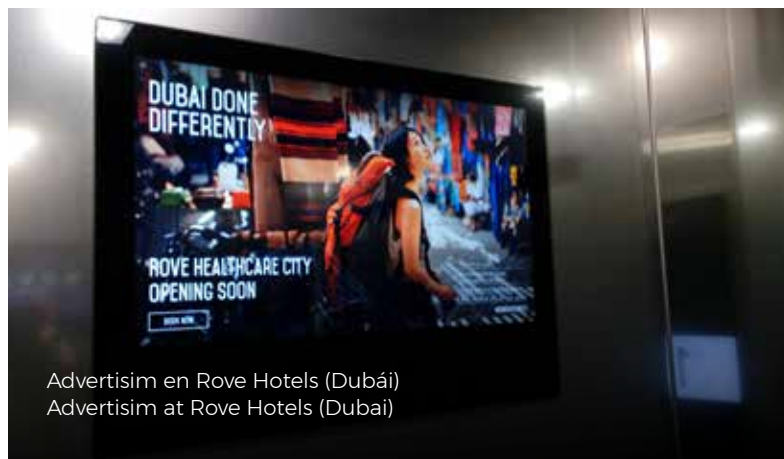 DUBAI DONE
DIFFERENTLY
ROVE HEALTHCARE CITY
OPENING SOON
BOOK NOW
Advertisim en Rove Hotels (Dubái)
Advertisim at Rove Hotels (Dubai)